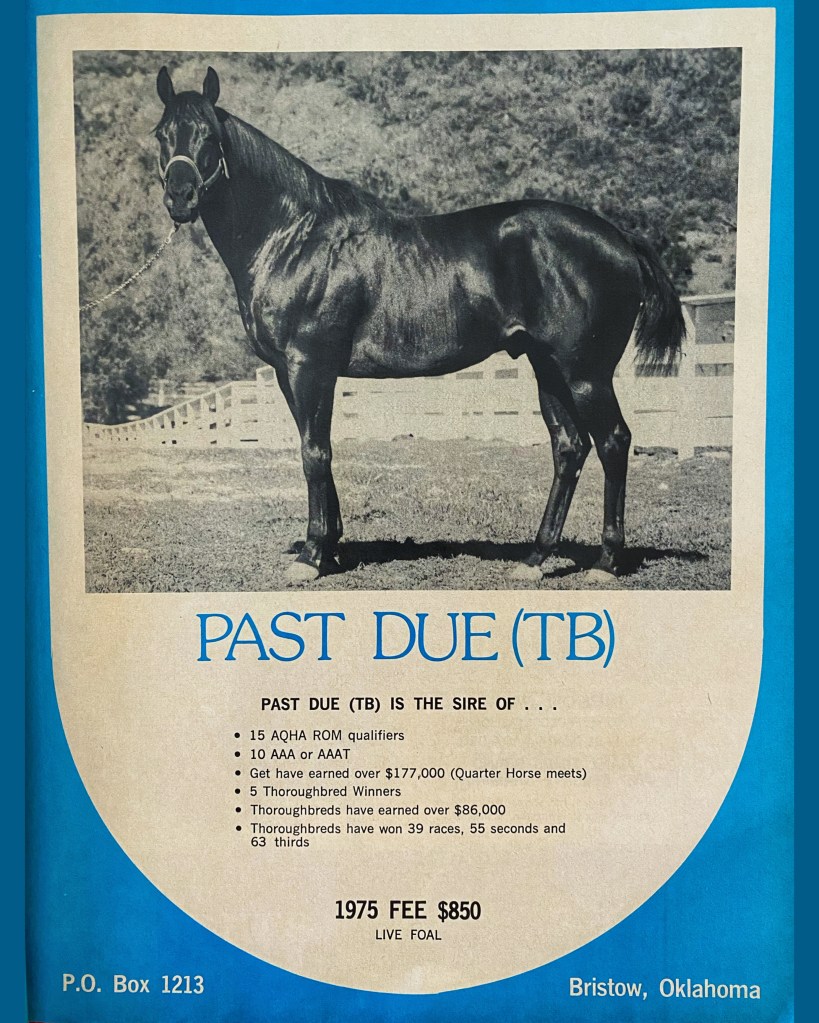 PAST DUE (TB)
PAST DUE (TB) IS THE SIRE OF . . .
• 15 AQHA ROM qualifiers
• 10 AAA or AAAT
• Get have earned over $177,000 (Quarter Horse meets)
• 5 Thoroughbred Winners
• Thoroughbreds have earned over $86,000
• Thoroughbreds have won 39 races, 55 seconds and
63 thirds
1975 FEE $850
LIVE FOAL
P.O. Box 1213
Bristow, Oklahoma